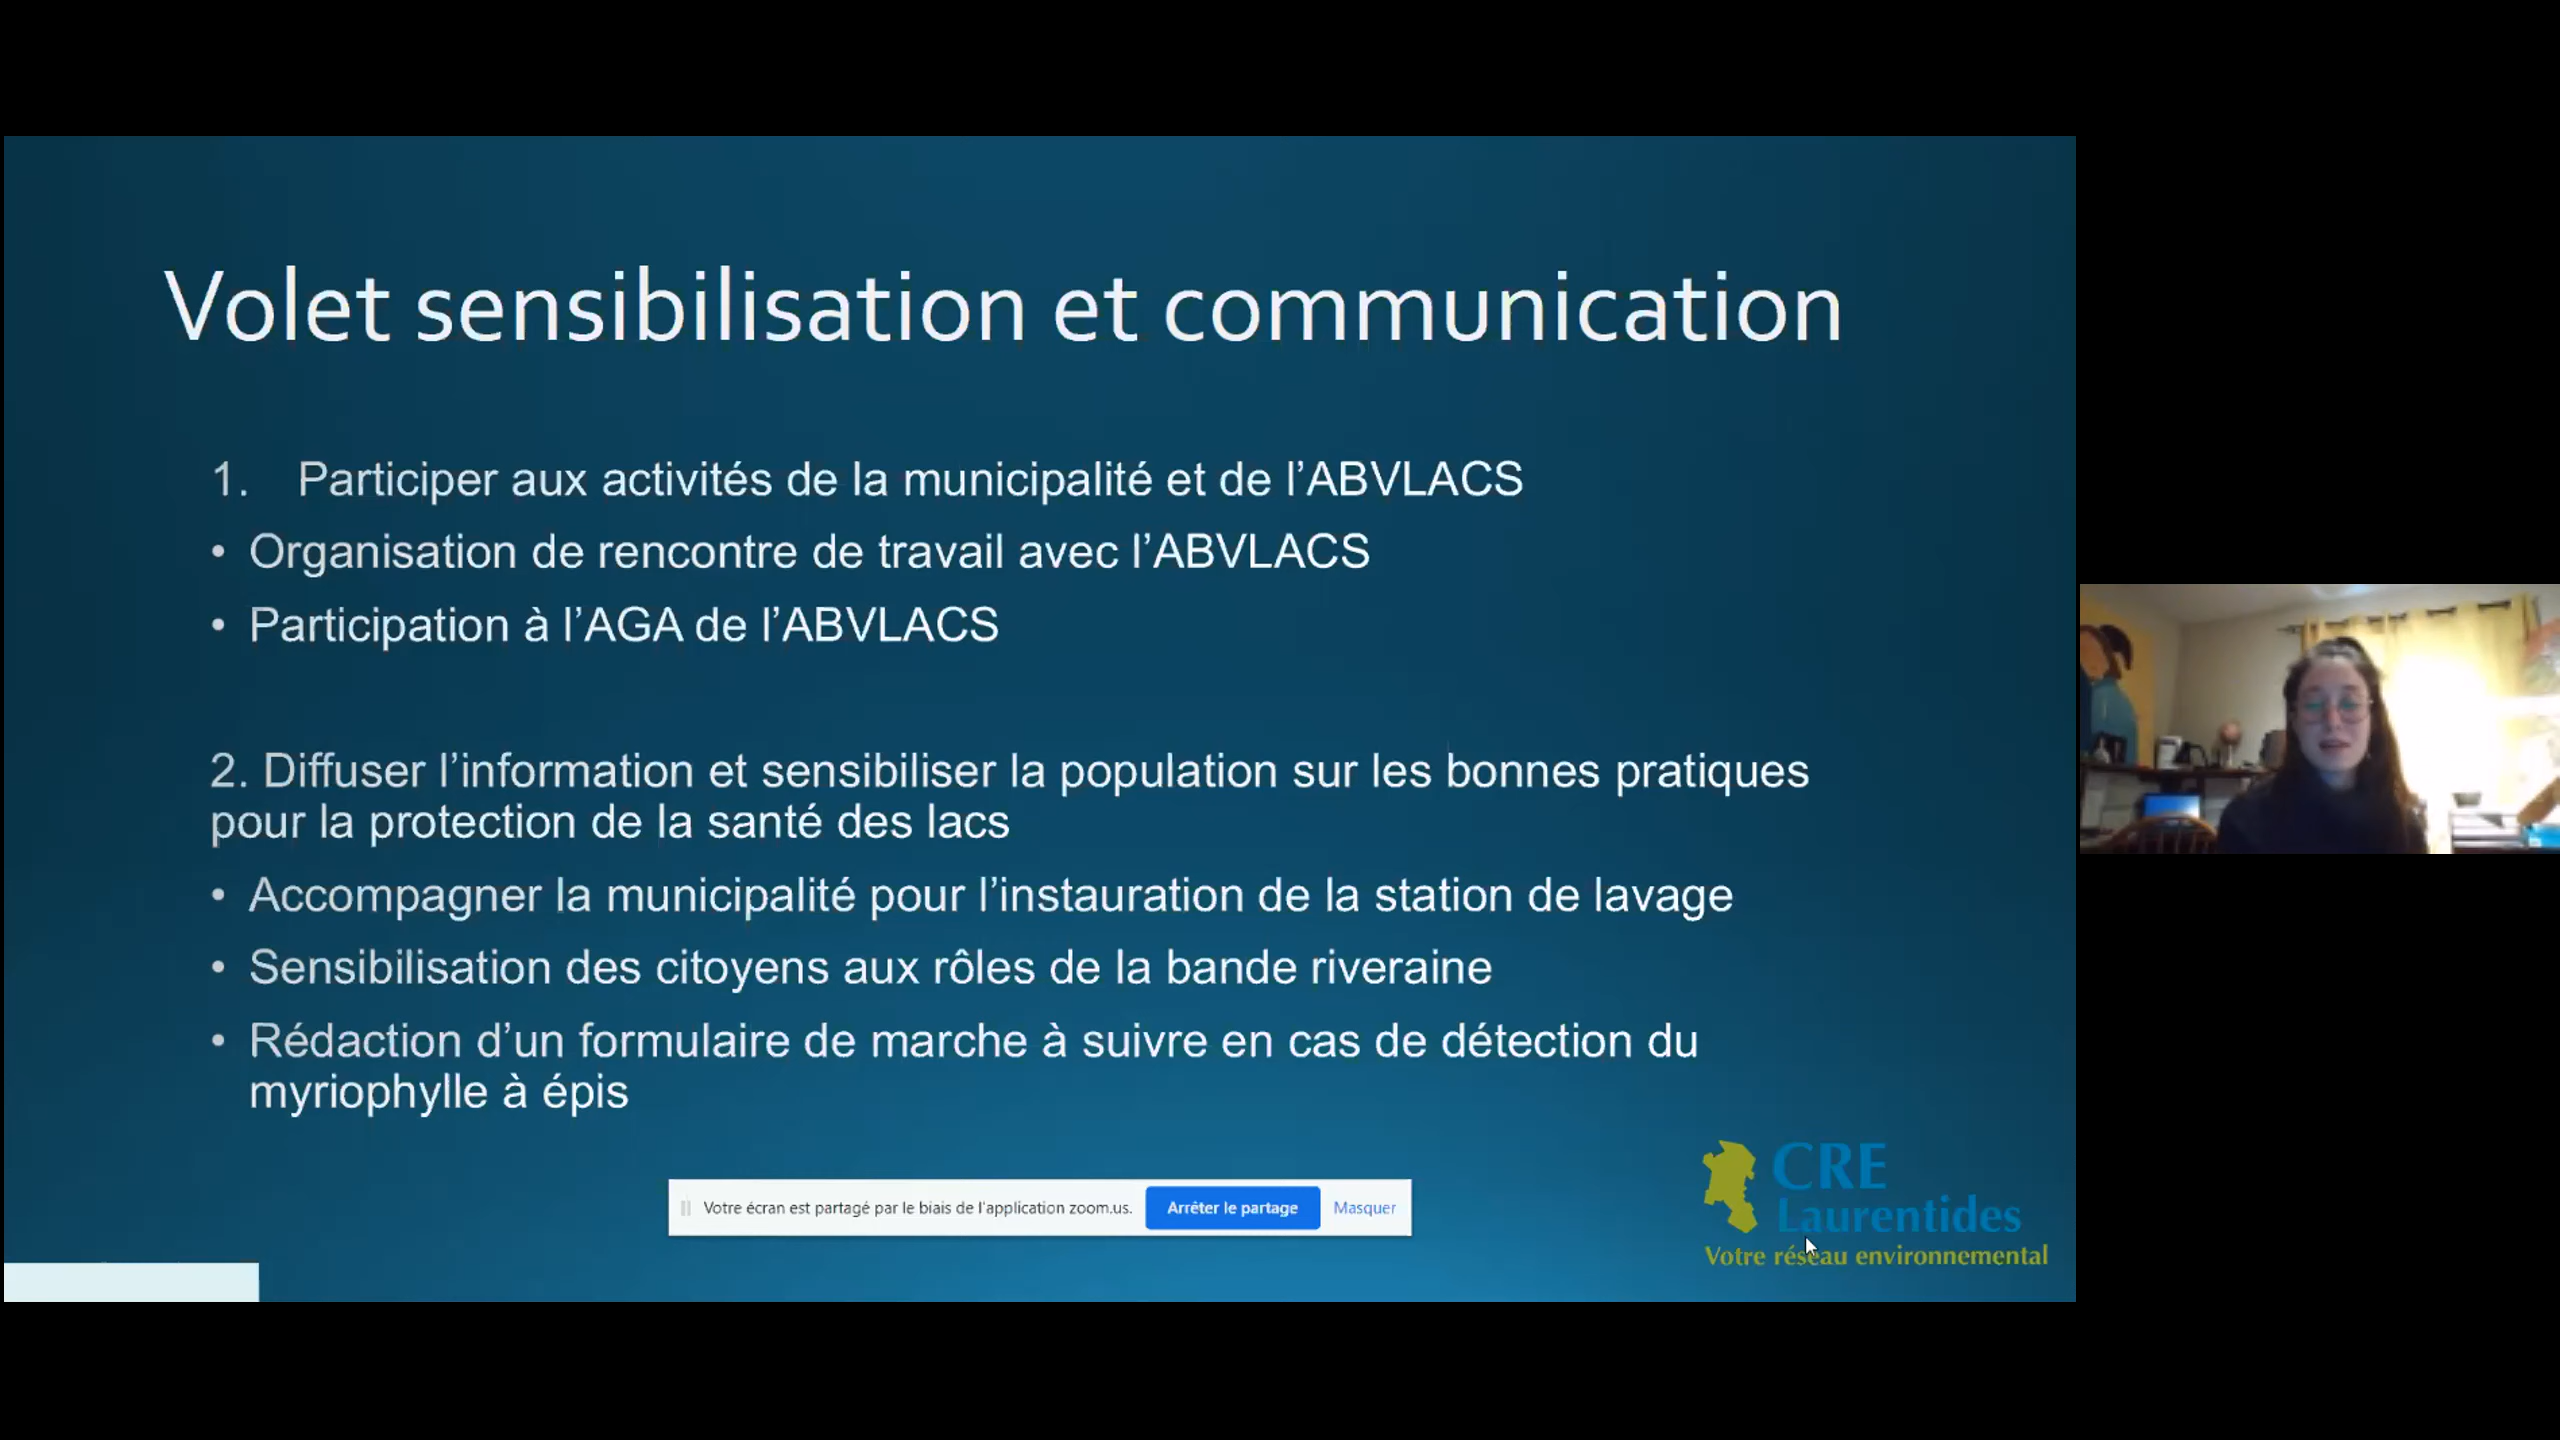 Volet sensibilisation et communication
1. Participer aux activités de la municipalité et de l’ABVLACS
• Organisation de rencontre de travail avec l’ABVLACS
• Participation à l’AGA de l’ABVLACS
2. Diffuser l’information et sensibiliser la population sur les bonnes pratiques
pour la protection de la santé des lacs
• Accompagner la municipalité pour l’instauration de la station de lavage
• Sensibilisation des citoyens aux rôles de la bande riveraine
• Rédaction d’un formulaire de marche à suivre en cas de détection du
myriophylle à épis
Votre écran est partagé par le biais de l’application zoom.us. Arrêter le partage Masquer
CRE
Laurentides
Votre réseau environnemental